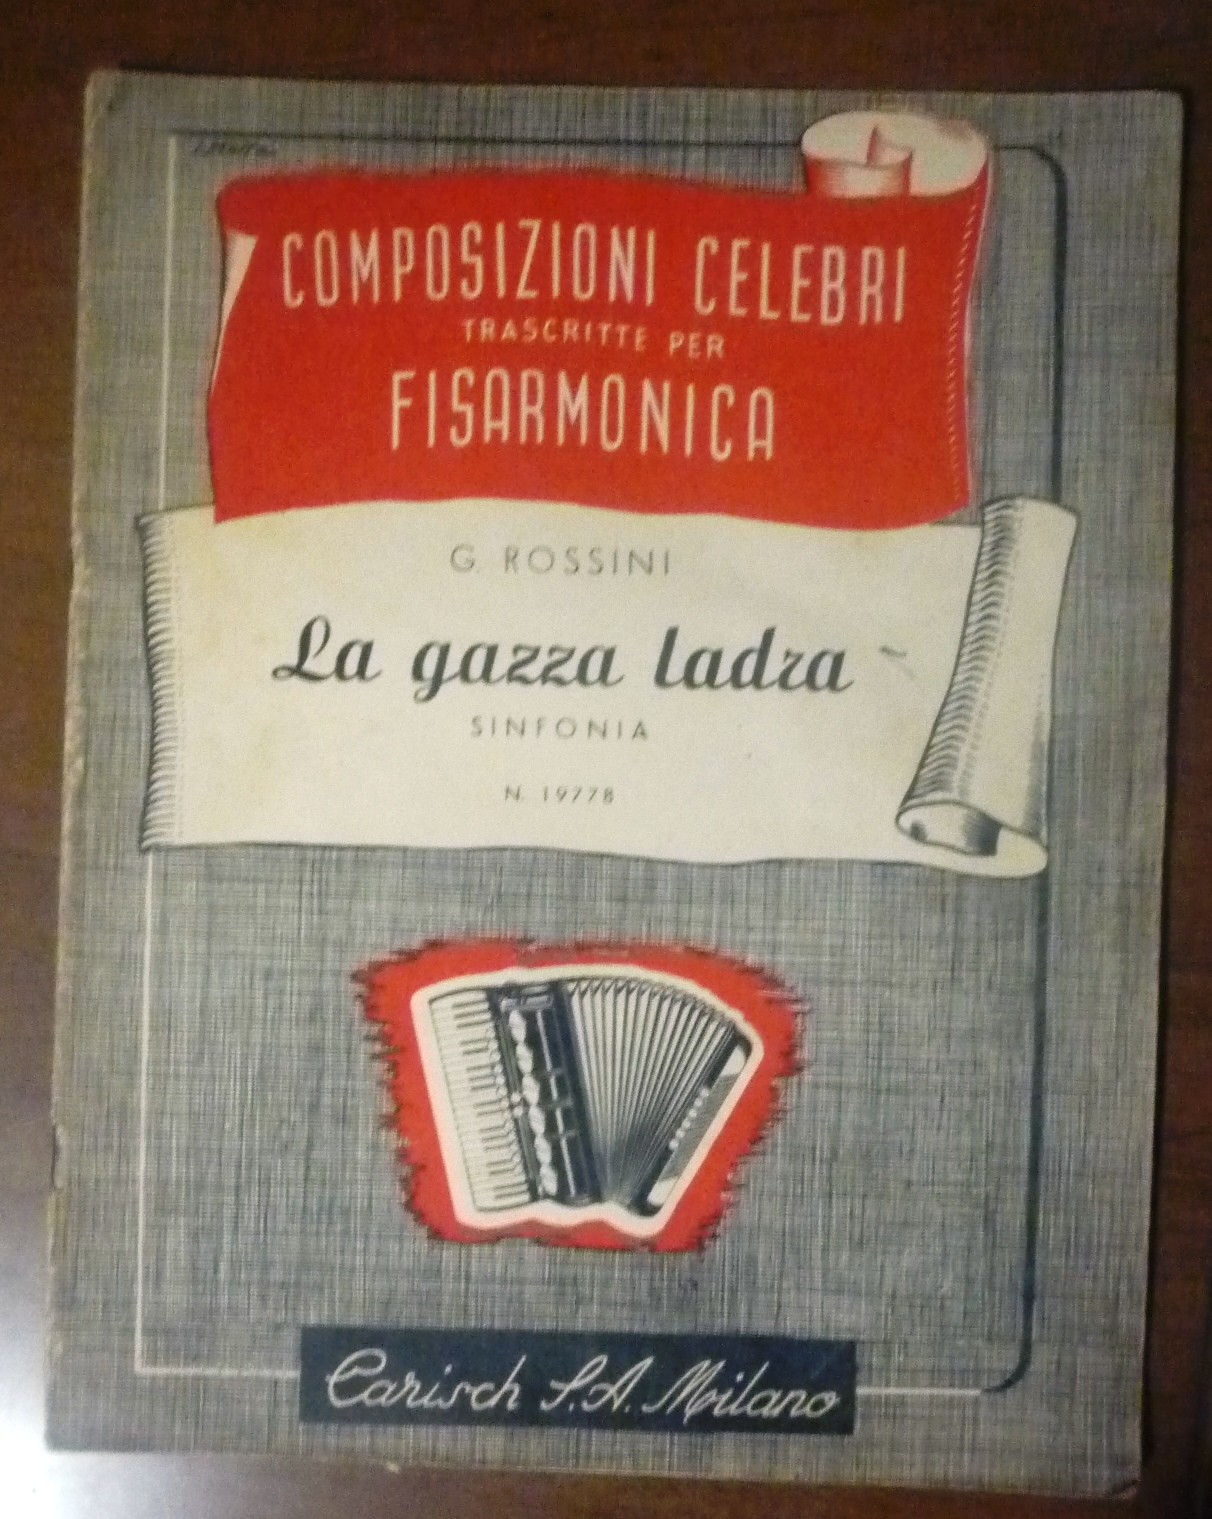 COMPOSIZIONI CELEBRI
TRASCRITTE PER
FISARMONICA
G. ROSSINI
La gazza ladra
SINFONIA
N. 19778
Carisch S.A. Milano